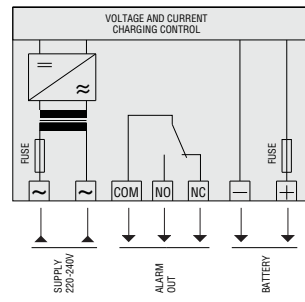 VOLTAGE AND CURRENT
CHARGING CONTROL
FUSE
FUSE
~
~
COM
NO
NC
—
+
SUPPLY
220-240V
ALARM
OUT
BATTERY